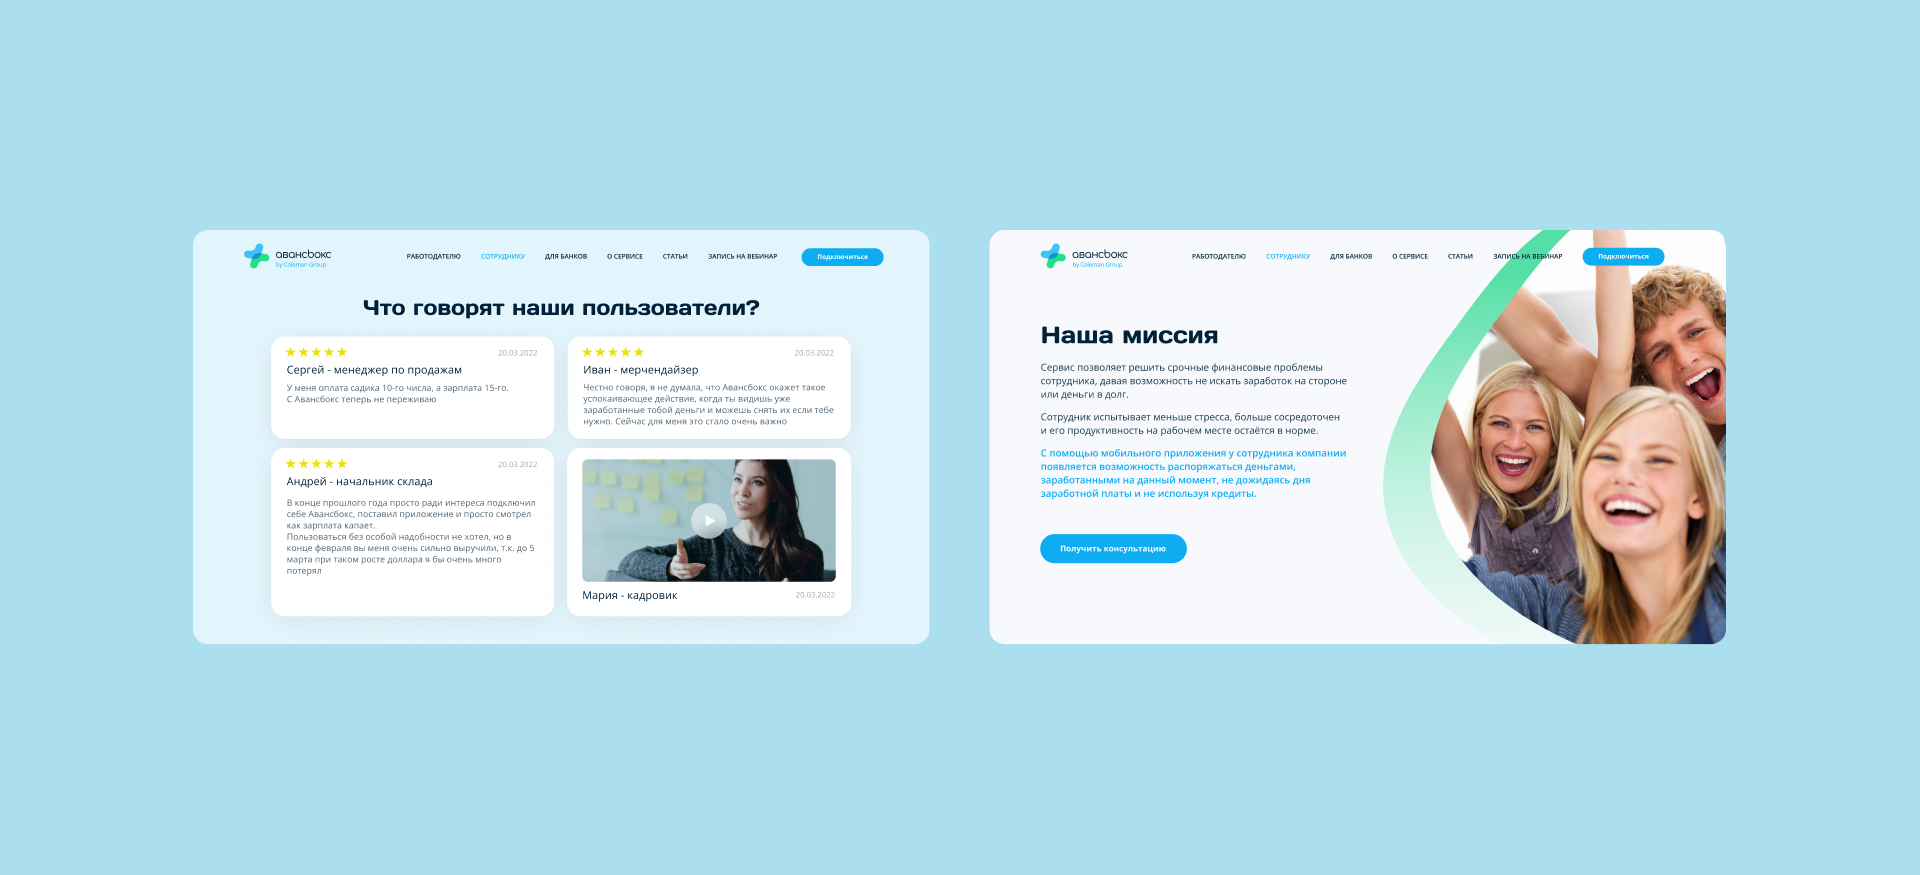 авансбокс
by Coleman Group
РАБОТОДАТЕЛЮ СОТРУДНИКУ ДЛЯ БАНКОВ О СЕРВИСЕ СТАТЬИ ЗАПИСЬ НА ВЕБИНАР Подключиться
Что говорят наши пользователи?
20.03.2022
Сергей - менеджер по продажам
У меня оплата садика 10-го числа, а зарплата 15-го.
С Авансбокс теперь не переживаю
20.03.2022
Иван - мерчендайзер
Честно говоря, я не думала, что Авансбокс окажет такое
успокаивающее действие, когда ты видишь уже
заработанные тобой деньги и можешь снять их если тебе
нужно. Сейчас для меня это стало очень важно
20.03.2022
Андрей - начальник склада
В конце прошлого года просто ради интереса подключил
себе Авансбокс, поставил приложение и просто смотрел
как зарплата капает.
Пользоваться без особой надобности не хотел, но в
конце февраля вы меня очень сильно выручили, т.к. до 5
марта при таком росте доллара я бы очень много
потерял
Мария - кадровик 20.03.2022
авансбокс
by Coleman Group
РАБОТОДАТЕЛЮ СОТРУДНИКУ ДЛЯ БАНКОВ О СЕРВИСЕ СТАТЬИ ЗАПИСЬ НА ВЕБИНАР Подключиться
Наша миссия
Сервис позволяет решить срочные финансовые проблемы
сотрудника, давая возможность не искать заработок на стороне
или деньги в долг.
Сотрудник испытывает меньше стресса, больше сосредоточен
и его продуктивность на рабочем месте остаётся в норме.
С помощью мобильного приложения у сотрудника компании
появляется возможность распоряжаться деньгами,
заработанными на данный момент, не дожидаясь дня
заработной платы и не используя кредиты.
Получить консультацию